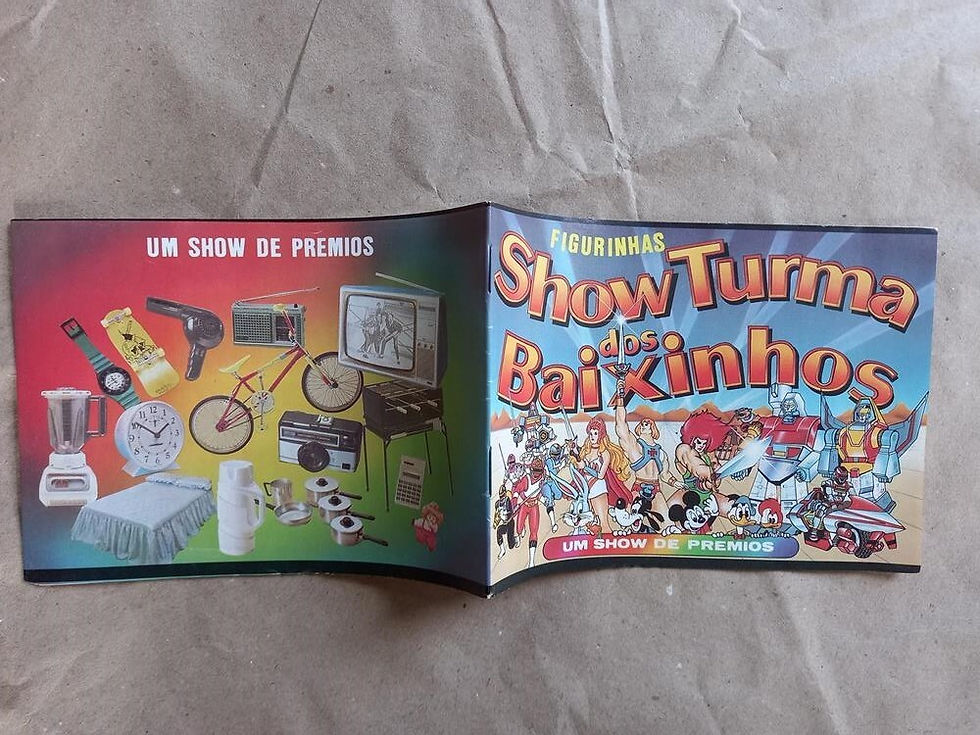 UM SHOW DE PREMIOS
FIGURINHAS
Show Turma
dos
Baixinhos
UM SHOW DE PREMIOS